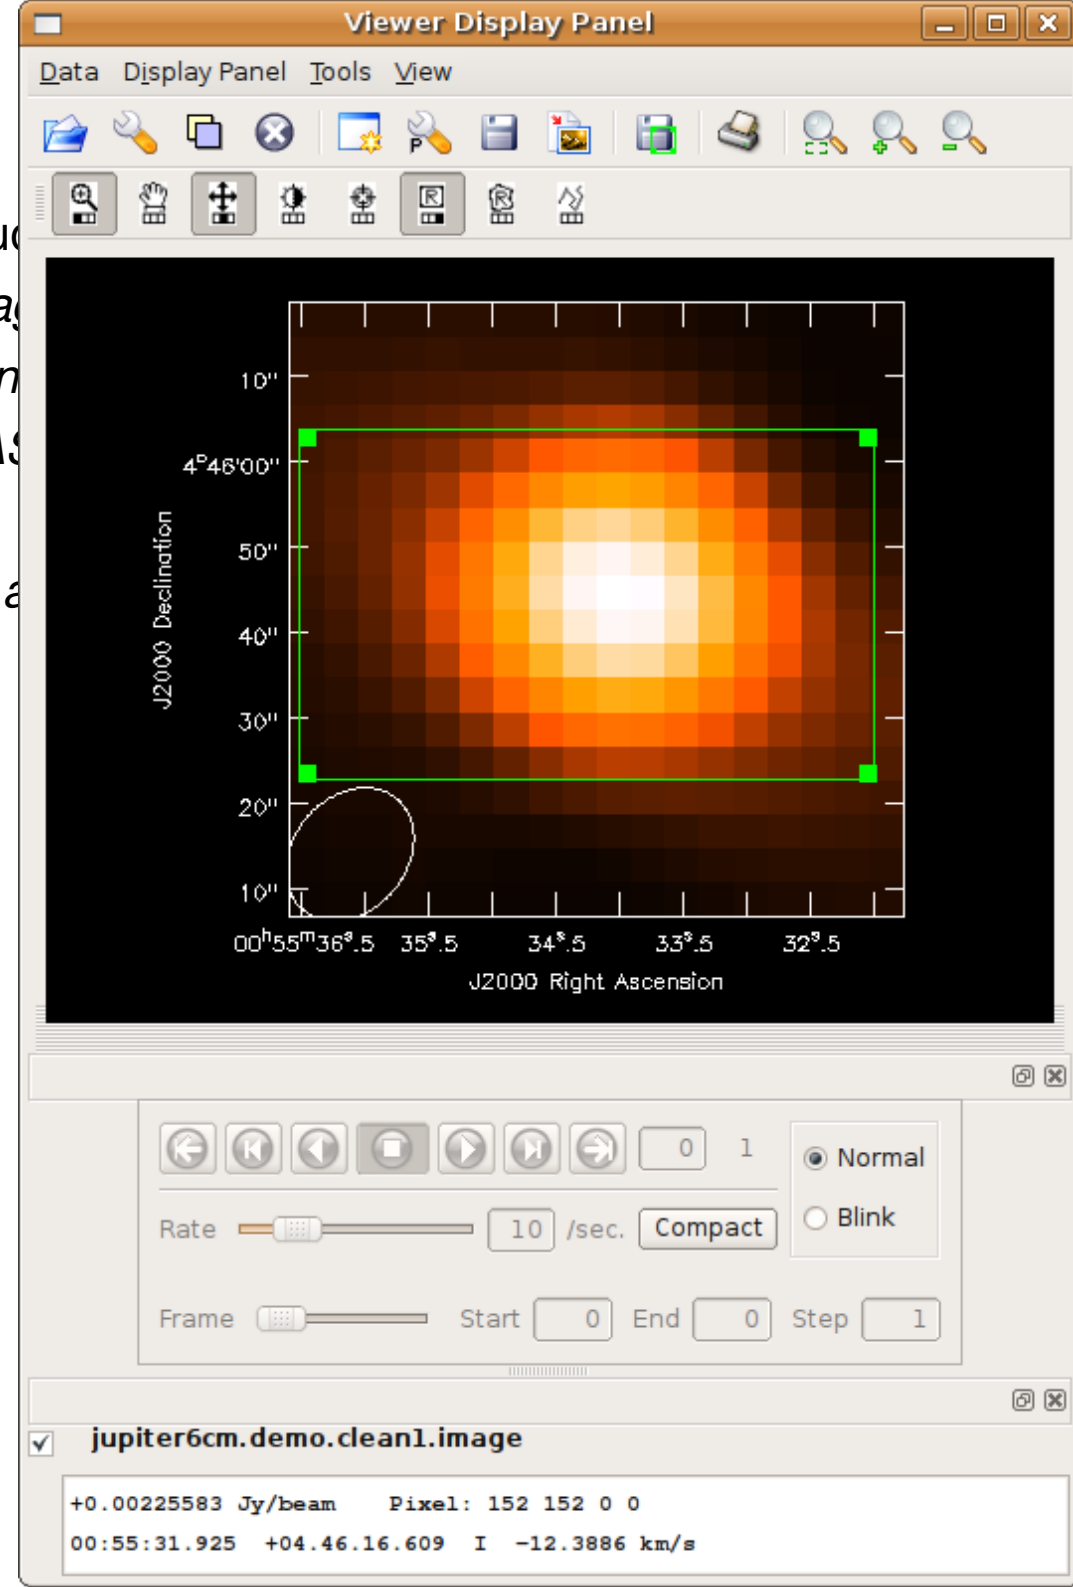 Viewer Display Panel
Data Display Panel Tools View
P
R R
10"
4°46'00"
50"
40"
30"
20"
10"
J2000 Declination
00ʰ55ᵐ36ˢ.5 35ˢ.5 34ˢ.5 33ˢ.5 32ˢ.5
J2000 Right Ascension
0 1
Normal
Blink
Rate 10 /sec. Compact
Frame Start 0 End 0 Step 1
jupiter6cm.demo.clean1.image
+0.00225583 Jy/beam Pixel: 152 152 0 0
00:55:31.925 +04.46.16.609 I -12.3886 km/s